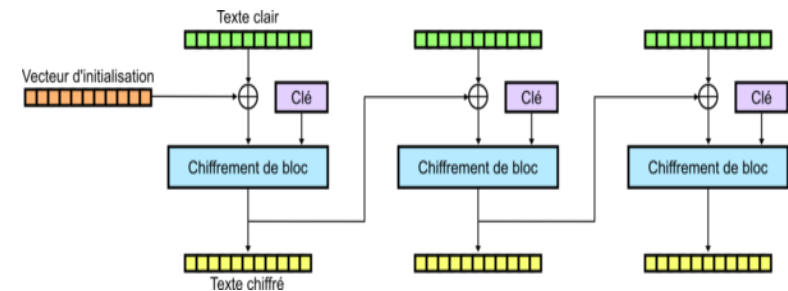 Texte clair
Vecteur d'initialisation
Clé
Clé
Clé
Chiffrement de bloc
Chiffrement de bloc
Chiffrement de bloc
Texte chiffré